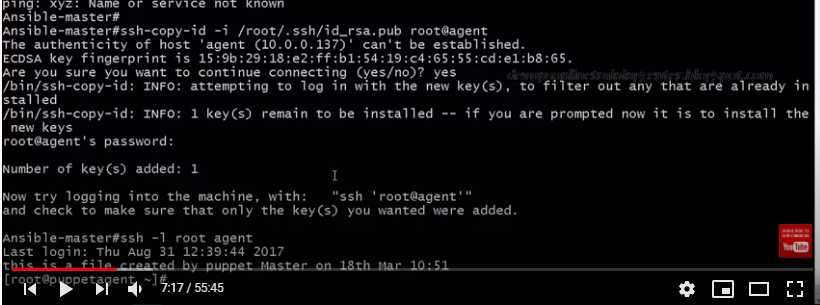 ping: xyz: Name or service not known
Ansible-master#
Ansible-master#ssh-copy-id -i /root/.ssh/id_rsa.pub root@agent
The authenticity of host 'agent (10.0.0.137)' can't be established.
ECDSA key fingerprint is 15:9b:29:18:e2:ff:b1:54:19:c4:65:55:cd:e1:b8:65.
Are you sure you want to continue connecting (yes/no)? yes
/bin/ssh-copy-id: INFO: attempting to log in with the new key(s), to filter out any that are already in
stalled
/bin/ssh-copy-id: INFO: 1 key(s) remain to be installed -- if you are prompted now it is to install the
new keys
root@agent's password:
Number of key(s) added: 1
Now try logging into the machine, with:   "ssh 'root@agent'"
and check to make sure that only the key(s) you wanted were added.
Ansible-master#ssh -l root agent
Last login: Thu Aug 31 12:39:44 2017
this is a file created by puppet Master on 18th Mar 10:51
[root@puppetagent ~]#
YouTube
7:17 / 55:45